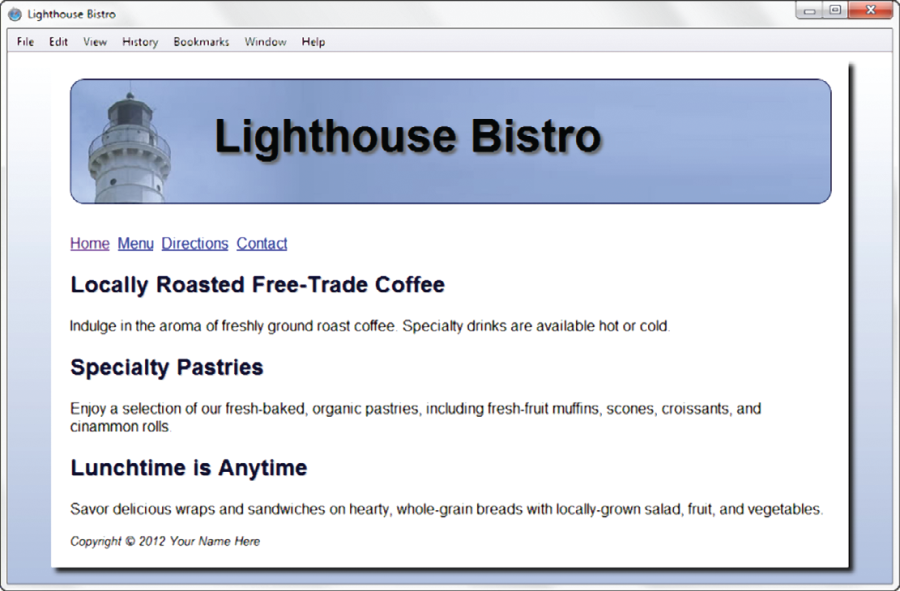 Lighthouse Bistro
File Edit View History Bookmarks Window Help
Lighthouse Bistro
Home Menu Directions Contact
Locally Roasted Free-Trade Coffee
Indulge in the aroma of freshly ground roast coffee. Specialty drinks are available hot or cold.
Specialty Pastries
Enjoy a selection of our fresh-baked, organic pastries, including fresh-fruit muffins, scones, croissants, and
cinammon rolls.
Lunchtime is Anytime
Savor delicious wraps and sandwiches on hearty, whole-grain breads with locally-grown salad, fruit, and vegetables.
Copyright © 2012 Your Name Here